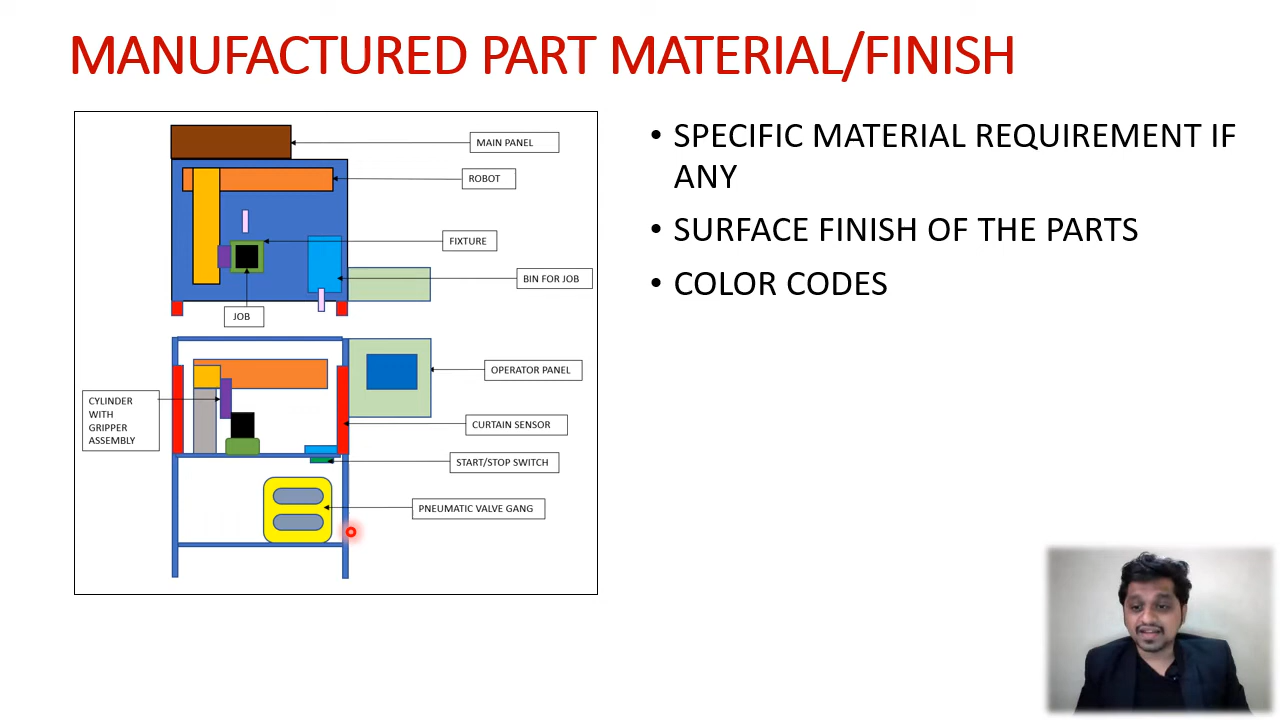 MANUFACTURED PART MATERIAL/FINISH
MAIN PANEL
ROBOT
FIXTURE
BIN FOR JOB
JOB
OPERATOR PANEL
CYLINDER
WITH
GRIPPER
ASSEMBLY
CURTAIN SENSOR
START/STOP SWITCH
PNEUMATIC VALVE GANG
• SPECIFIC MATERIAL REQUIREMENT IF
ANY
• SURFACE FINISH OF THE PARTS
• COLOR CODES